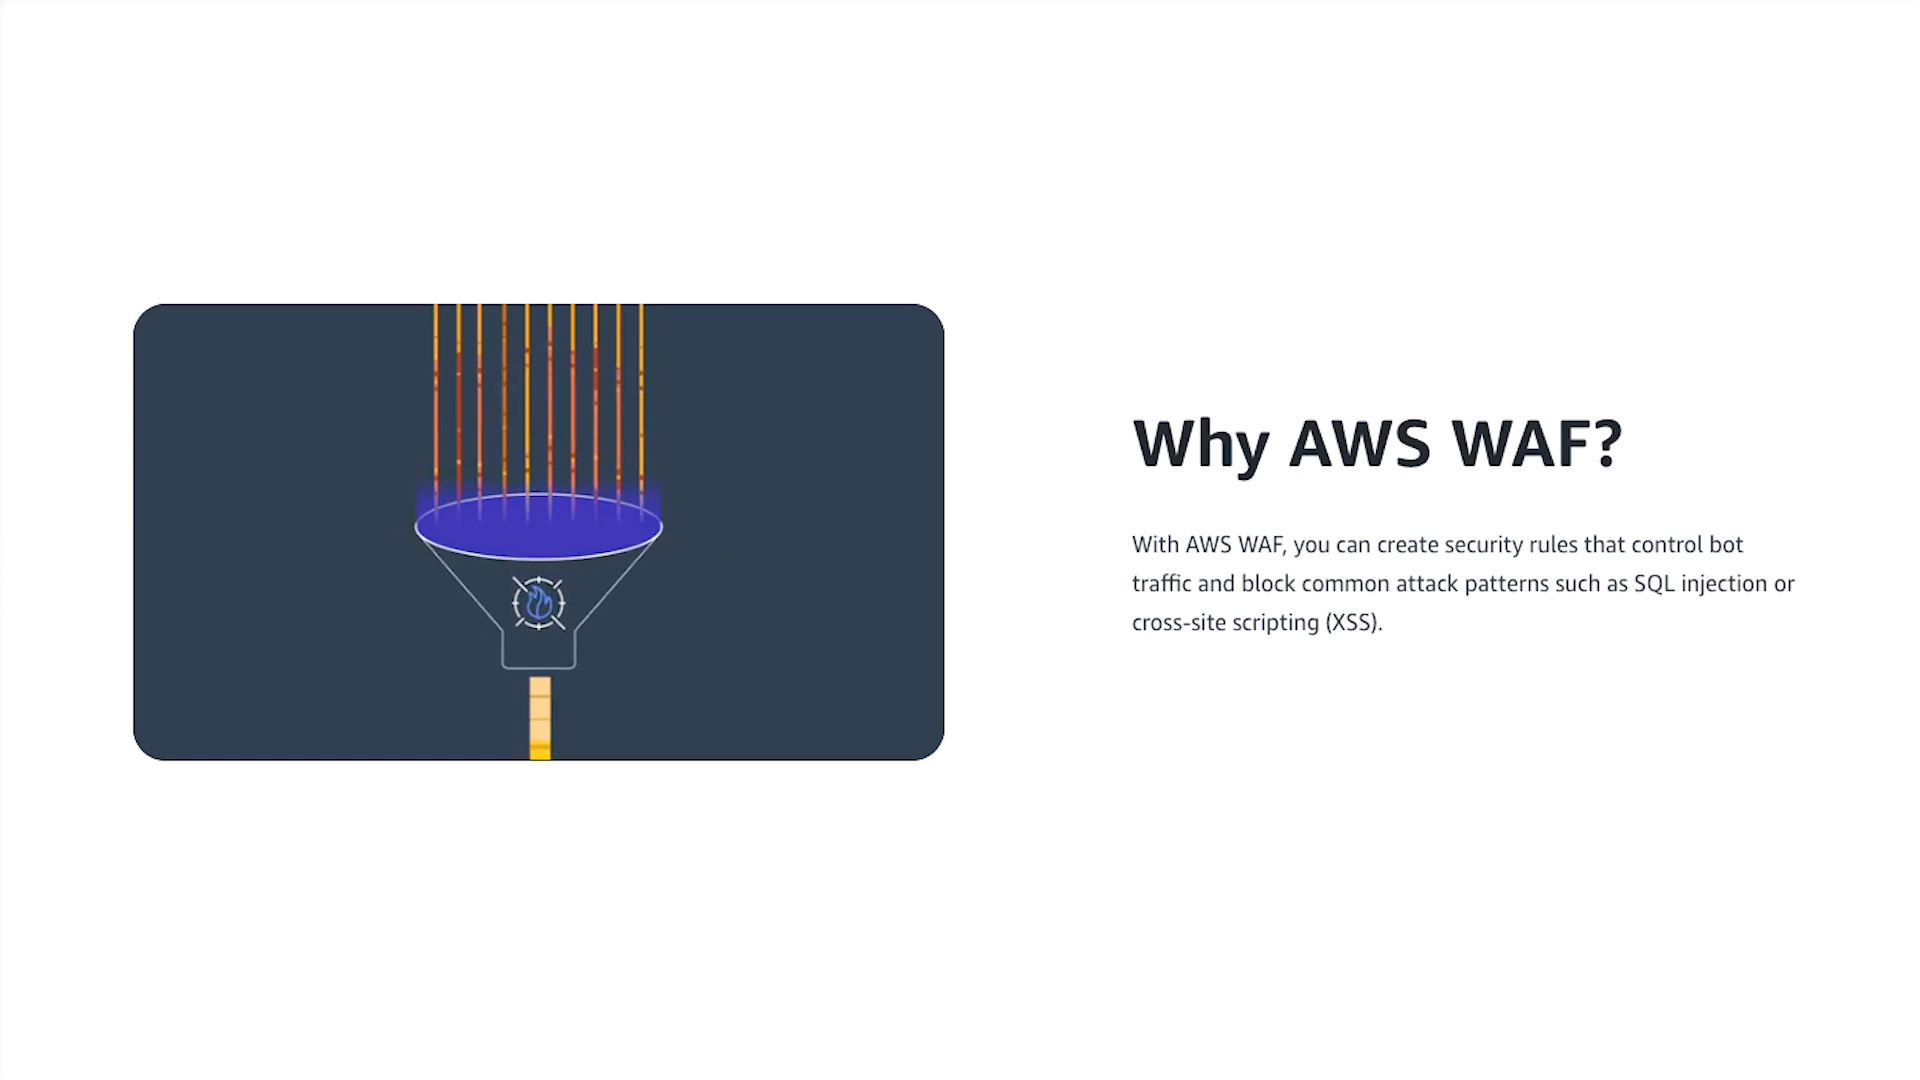 Why AWS WAF?
With AWS WAF, you can create security rules that control bot
traffic and block common attack patterns such as SQL injection or
cross-site scripting (XSS).